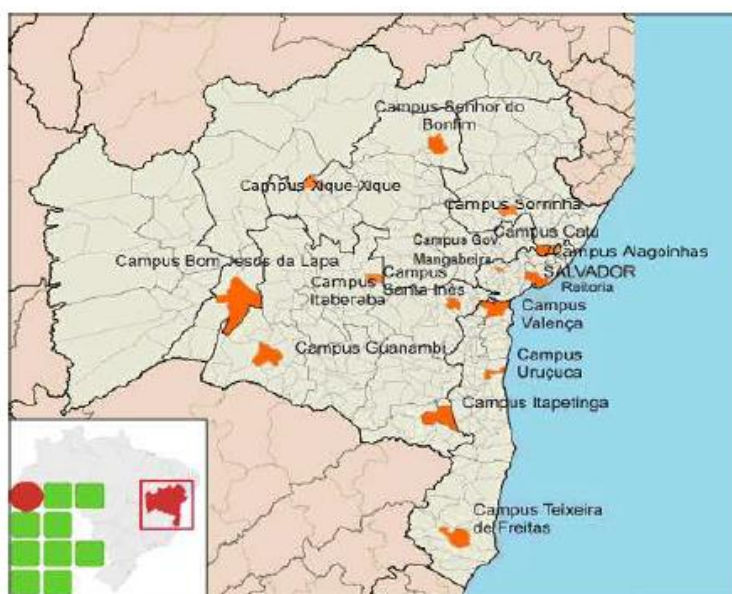 Campus Senhor do
Bonfim
Campus Xique-Xique
Campus Serrinha
Campus Catu
Campus Gov.
Mangabeira
Campus Alagoinhas
Campus Bom Jesus da Lapa
Campus
Itaberaba
Campus
Santa Inês
SALVADOR
Reitoria
Campus
Valença
Campus Guanambi
Campus
Uruçuca
Campus Itapetinga
Campus Teixeira
de Freitas